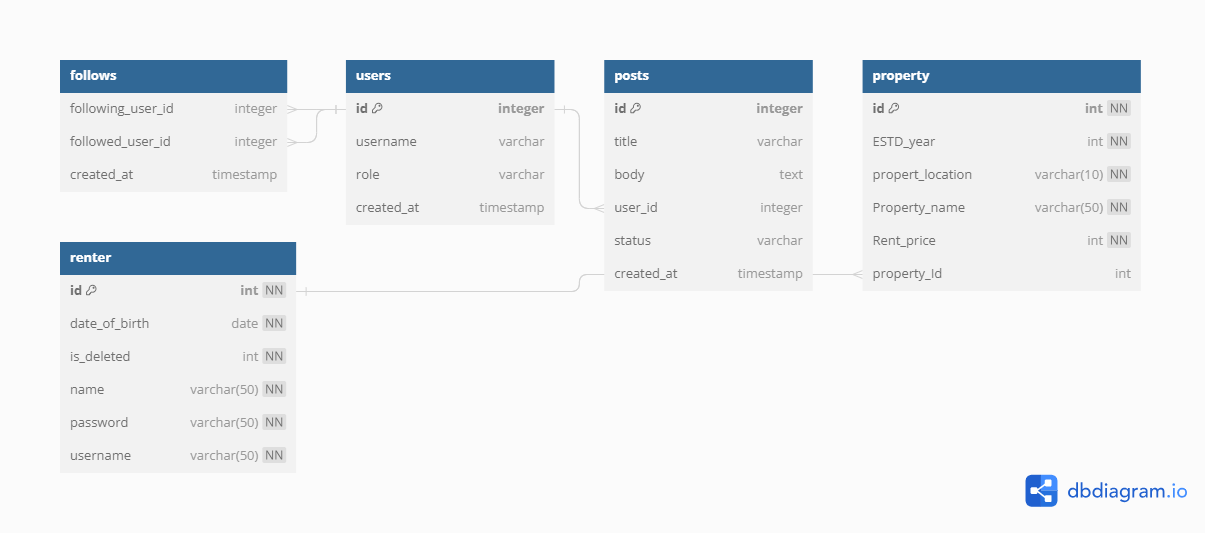 follows
following_user_id integer
followed_user_id integer
created_at timestamp
users
id integer
username varchar
role varchar
created_at timestamp
posts
id integer
title varchar
body text
user_id integer
status varchar
created_at timestamp
property
id int NN
ESTD_year int NN
propert_location varchar(10) NN
Property_name varchar(50) NN
Rent_price int NN
property_Id int
renter
id int NN
date_of_birth date NN
is_deleted int NN
name varchar(50) NN
password varchar(50) NN
username varchar(50) NN
dbdiagram.io